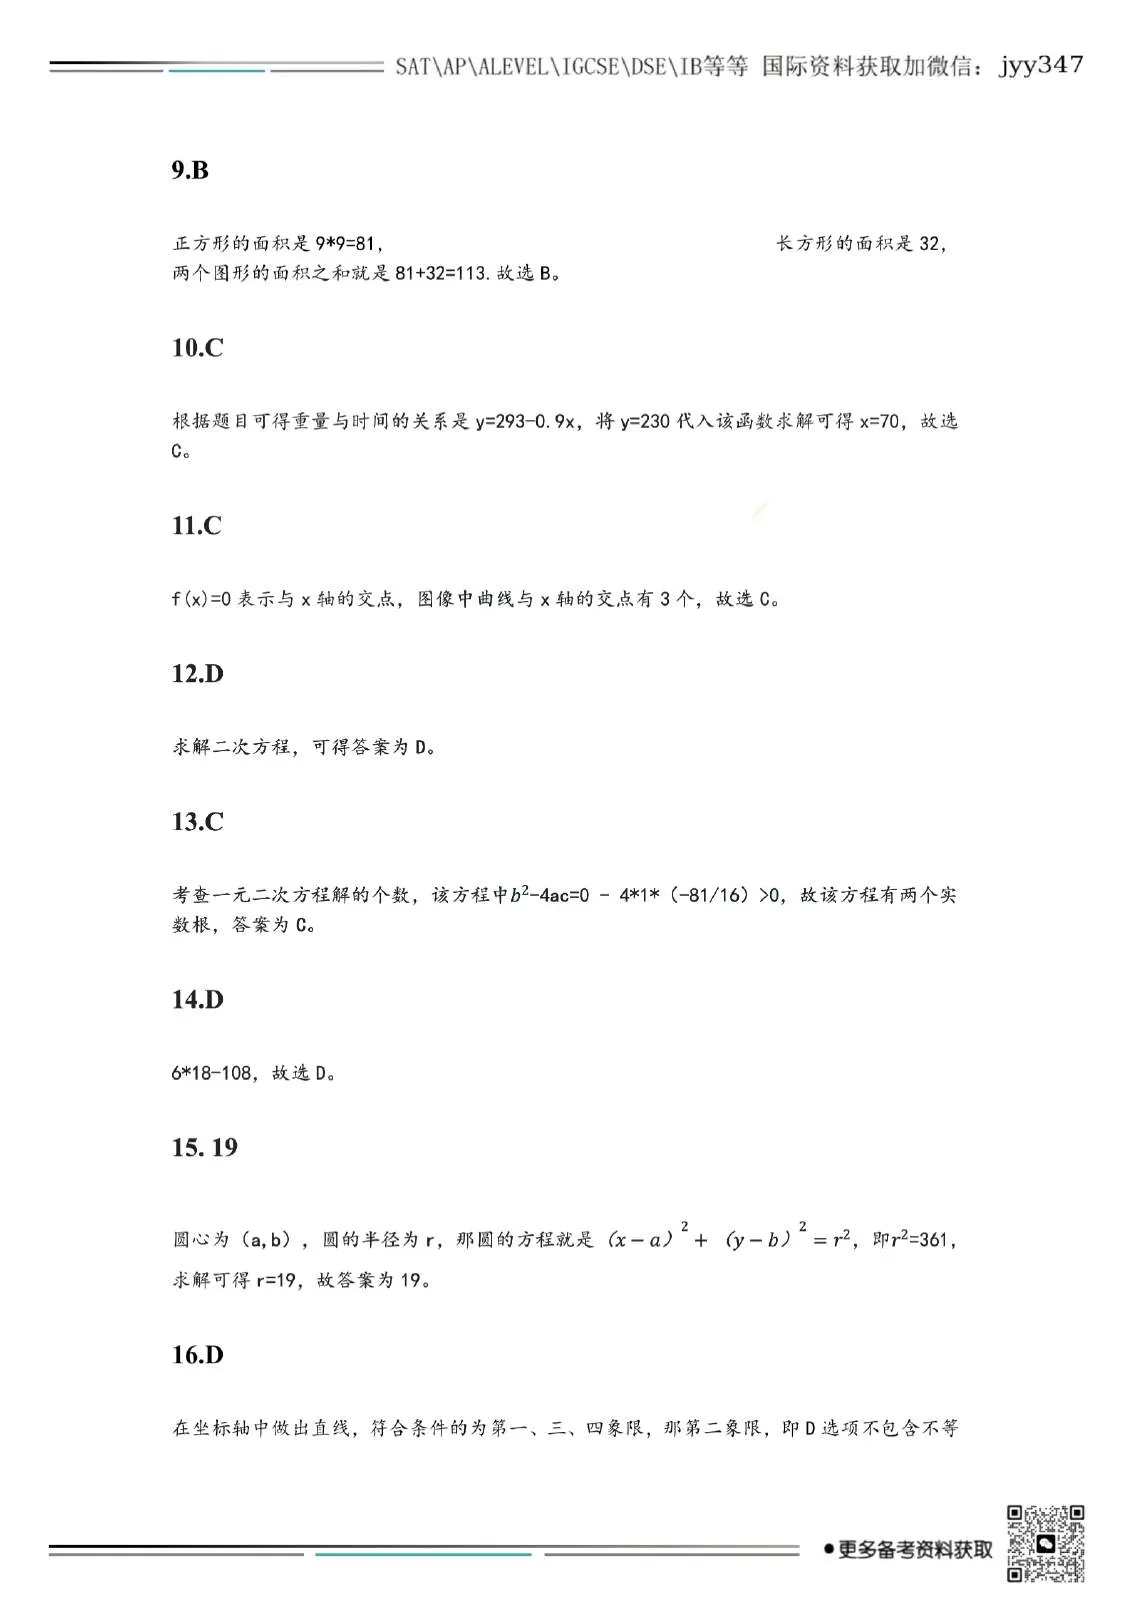 SAT\AP\ALEVEL\IGCSE\DSE\IB等等 国际资料获取加微信：jyy347
9.B
正方形的面积是 9*9=81， 长方形的面积是 32，
两个图形的面积之和就是 81+32=113.故选 B。
10.C
根据题目可得重量与时间的关系是 y=293-0.9x，将 y=230 代入该函数求解可得 x=70，故选
C。
11.C
f(x)=0 表示与 x 轴的交点，图像中曲线与 x 轴的交点有 3 个，故选 C。
12.D
求解二次方程，可得答案为 D。
13.C
考查一元二次方程解的个数，该方程中b²-4ac=0 - 4*1*（-81/16）>0，故该方程有两个实
数根，答案为 C。
14.D
6*18-108，故选 D。
15. 19
圆心为（a,b），圆的半径为 r，那圆的方程就是（x − a）² + （y − b）² = r²，即r²=361，
求解可得 r=19，故答案为 19。
16.D
在坐标轴中做出直线，符合条件的为第一、三、四象限，那第二象限，即 D 选项不包含不等
●更多备考资料获取